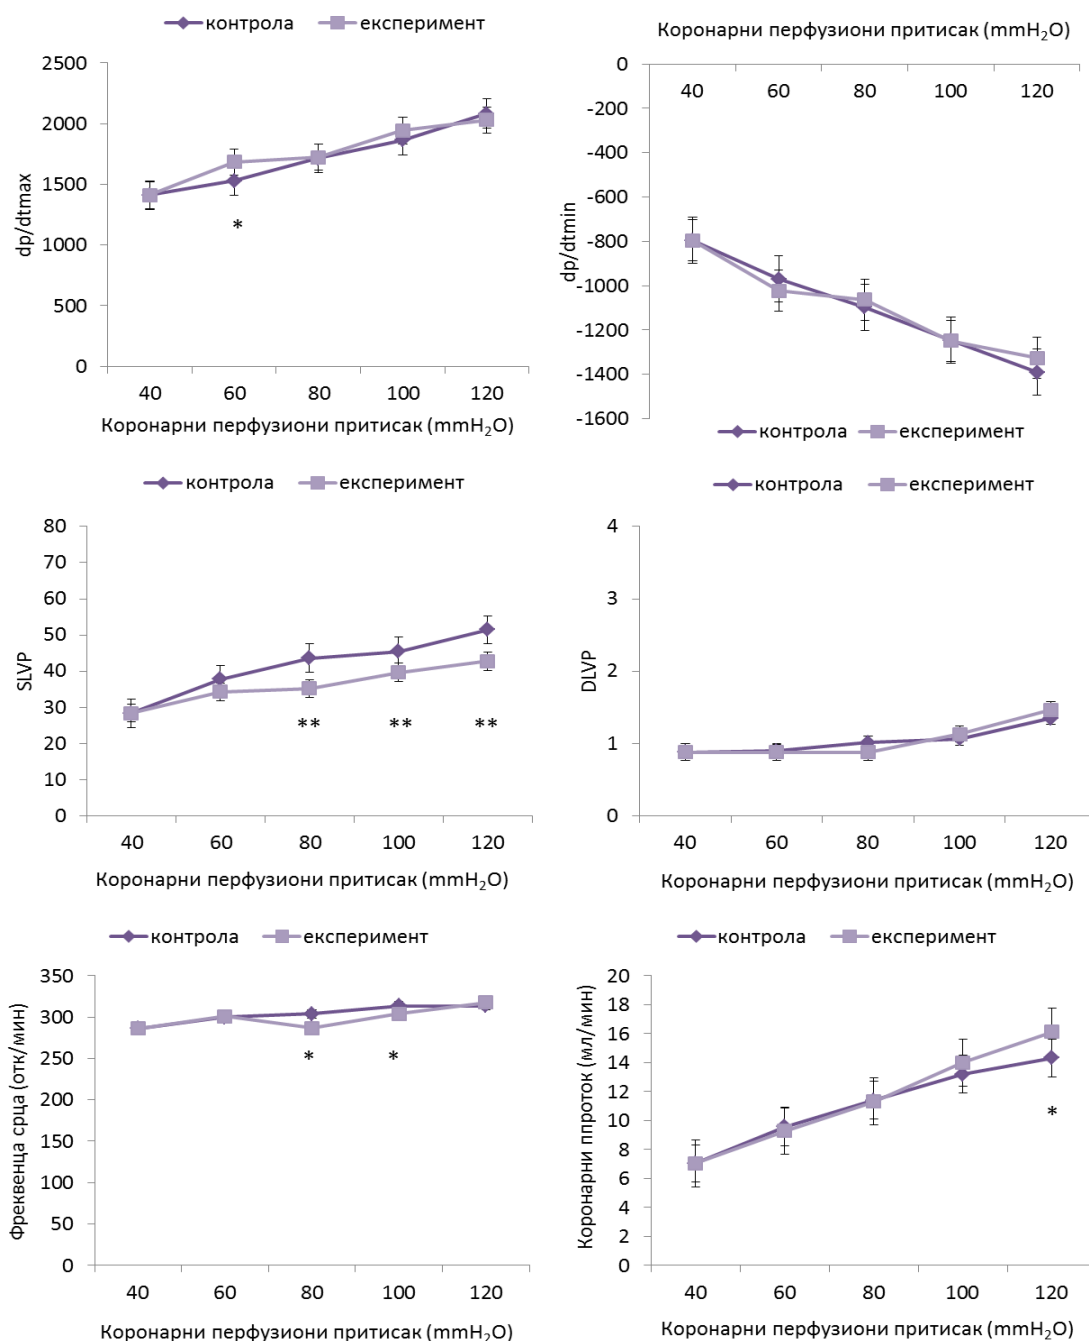 контрола експеримент
dp/dtmax
2500
2000
1500
1000
500
0
*
40 60 80 100 120
Коронарни перфузиони притисак (mmH₂O)
Коронарни перфузиони притисак (mmH₂O)
dp/dtmin
0
-200
-400
-600
-800
-1000
-1200
-1400
-1600
40 60 80 100 120
контрола експеримент
контрола експеримент
SLVP
80
70
60
50
40
30
20
10
0
** ** **
40 60 80 100 120
Коронарни перфузиони притисак (mmH₂O)
контрола експеримент
DLVP
4
3
2
1
0
40 60 80 100 120
Коронарни перфузиони притисак (mmH₂O)
контрола експеримент
Фреквенца срца (отк/мин)
350
300
250
200
150
100
50
0
* *
40 60 80 100 120
Коронарни перфузиони притисак (mmH₂O)
контрола експеримент
Коронарни ппроток (мл/мин)
20
18
16
14
12
10
8
6
4
2
0
*
40 60 80 100 120
Коронарни перфузиони притисак (mmH₂O)